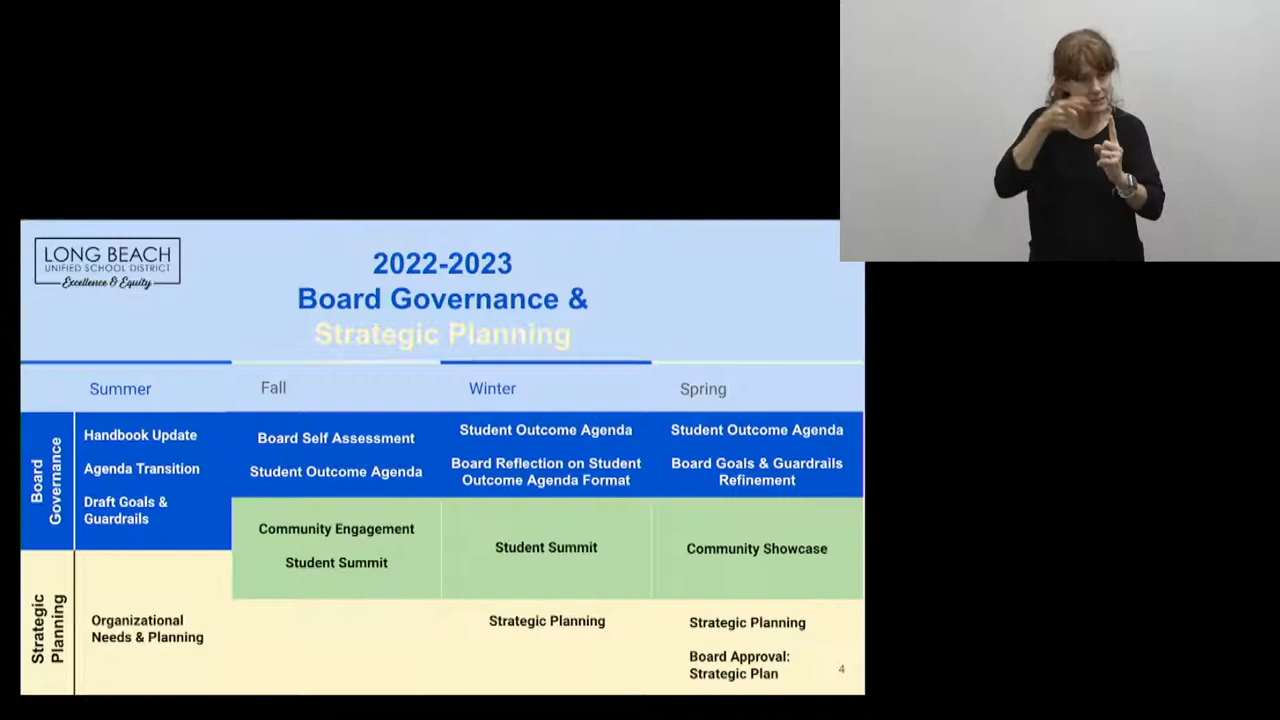 LONG BEACH
UNIFIED SCHOOL DISTRICT
Excellence & Equity
2022-2023
Board Governance &
Strategic Planning
Summer
Fall
Winter
Spring
Board
Governance
Handbook Update
Agenda Transition
Draft Goals &
Guardrails
Board Self Assessment
Student Outcome Agenda
Student Outcome Agenda
Board Reflection on Student
Outcome Agenda Format
Student Outcome Agenda
Board Goals & Guardrails
Refinement
Community Engagement
Student Summit
Student Summit
Community Showcase
Strategic
Planning
Organizational
Needs & Planning
Strategic Planning
Strategic Planning
Board Approval:
Strategic Plan
4